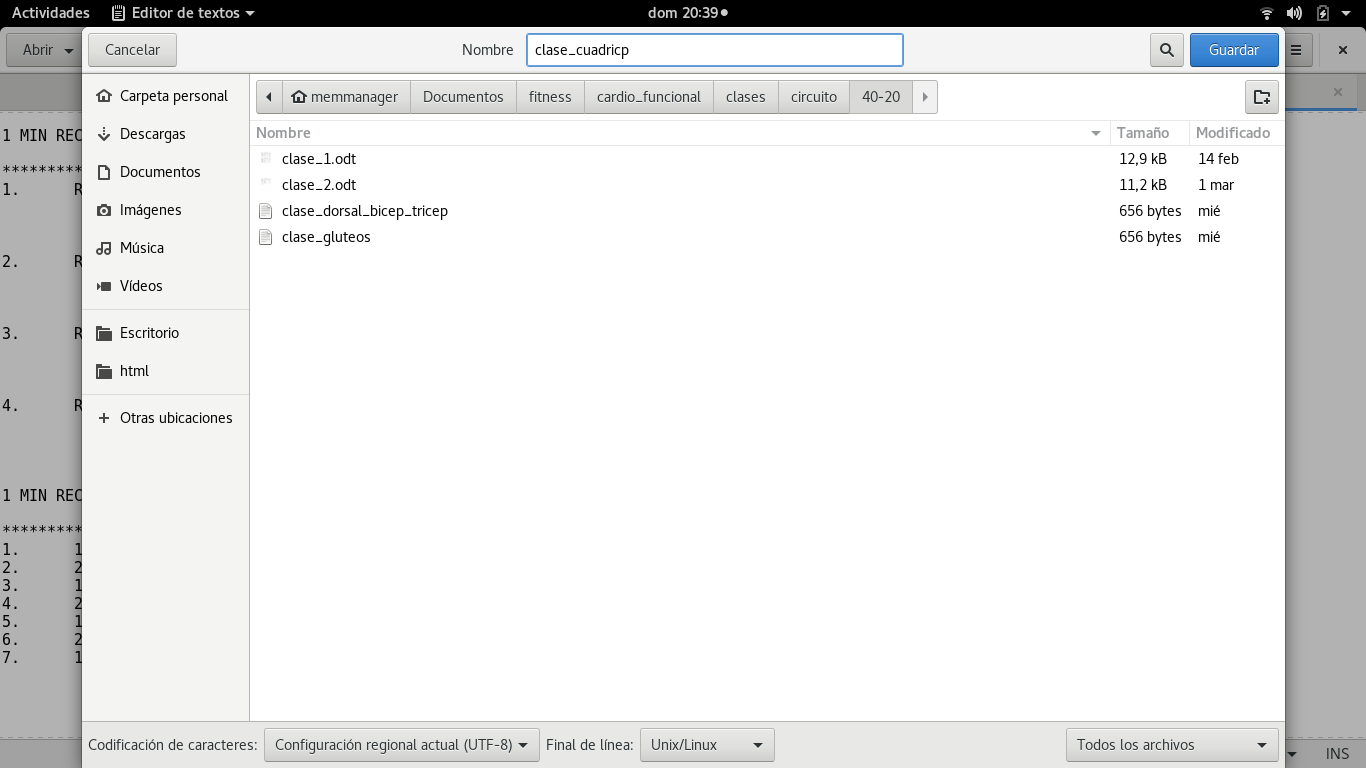 Actividades Editor de textos dom 20:39
Abrir Cancelar Nombre clase_cuadricp Guardar
Carpeta personal
Descargas
Documentos
Imágenes
Música
Vídeos
Escritorio
html
Otras ubicaciones
memmanager Documentos fitness cardio_funcional clases circuito 40-20
Nombre Tamaño Modificado
clase_1.odt 12,9 kB 14 feb
clase_2.odt 11,2 kB 1 mar
clase_dorsal_bicep_tricep 656 bytes mié
clase_gluteos 656 bytes mié
1 MIN REC
*********
1. R
2. R
3. R
4. R
1 MIN REC
*********
1. 1
2. 2
3. 1
4. 2
5. 1
6. 2
7. 1
Codificación de caracteres: Configuración regional actual (UTF-8) Final de línea: Unix/Linux Todos los archivos
INS